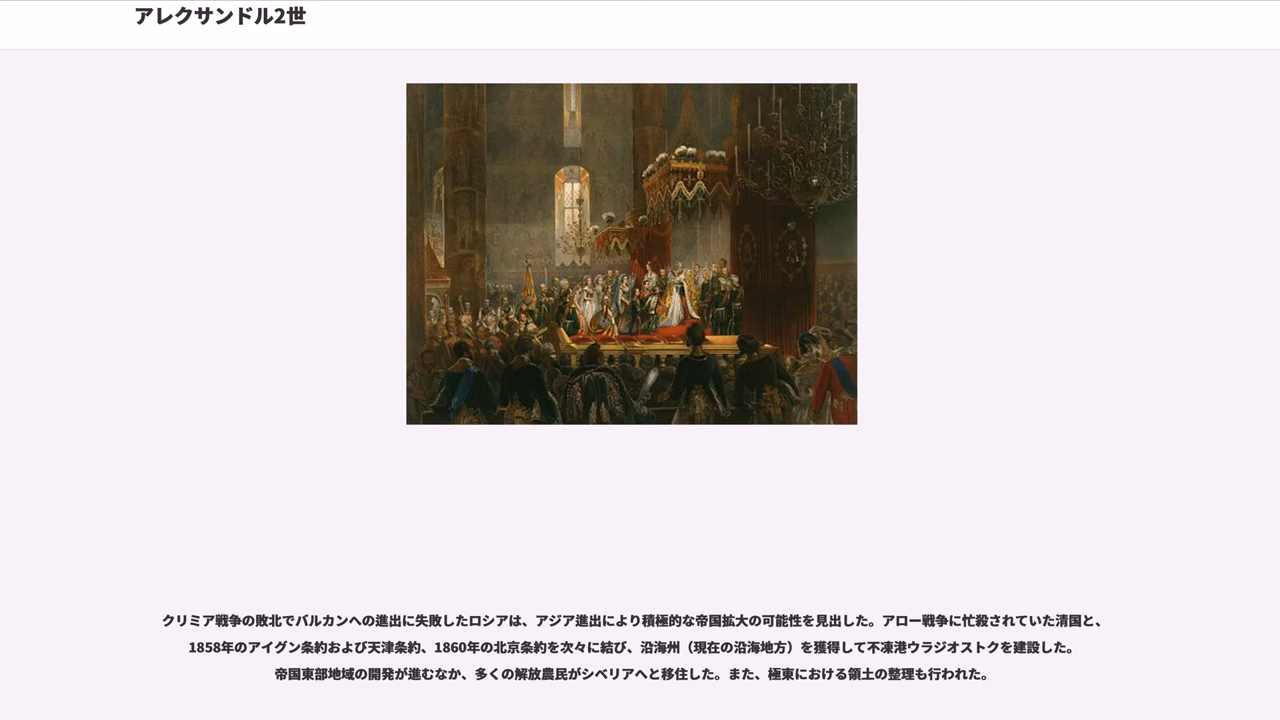 アレクサンドル2世
クリミア戦争の敗北でバルカンへの進出に失敗したロシアは、アジア進出により積極的な帝国拡大の可能性を見出した。アロー戦争に忙殺されていた清国と、
1858年のアイグン条約および天津条約、1860年の北京条約を次々に結び、沿海州（現在の沿海地方）を獲得して不凍港ウラジオストクを建設した。
帝国東部地域の開発が進むなか、多くの解放農民がシベリアへと移住した。また、極東における領土の整理も行われた。